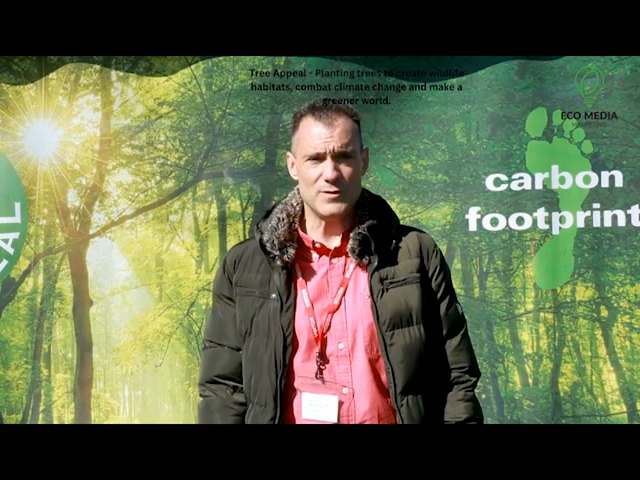 Tree Appeal - Planting trees to create wildlife
habitats, combat climate change and make a
greener world.
ECO MEDIA
MARKETING
carbon
footprint